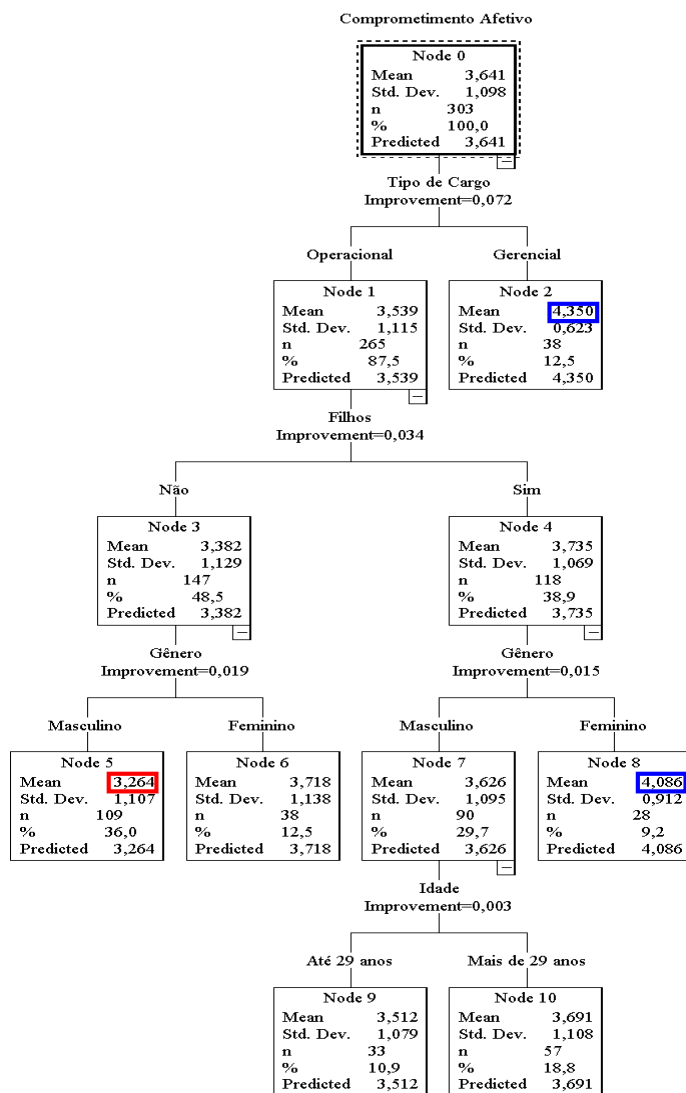 Comprometimento Afetivo
Node 0
Mean 3,641
Std. Dev. 1,098
n 303
% 100,0
Predicted 3,641
Tipo de Cargo
Improvement=0,072
Operacional
Gerencial
Node 1
Mean 3,539
Std. Dev. 1,115
n 265
% 87,5
Predicted 3,539
Node 2
Mean 4,350
Std. Dev. 0,623
n 38
% 12,5
Predicted 4,350
Filhos
Improvement=0,034
Não
Sim
Node 3
Mean 3,382
Std. Dev. 1,129
n 147
% 48,5
Predicted 3,382
Node 4
Mean 3,735
Std. Dev. 1,069
n 118
% 38,9
Predicted 3,735
Gênero
Improvement=0,019
Gênero
Improvement=0,015
Masculino
Feminino
Masculino
Feminino
Node 5
Mean 3,264
Std. Dev. 1,107
n 109
% 36,0
Predicted 3,264
Node 6
Mean 3,718
Std. Dev. 1,138
n 38
% 12,5
Predicted 3,718
Node 7
Mean 3,626
Std. Dev. 1,095
n 90
% 29,7
Predicted 3,626
Node 8
Mean 4,086
Std. Dev. 0,912
n 28
% 9,2
Predicted 4,086
Idade
Improvement=0,003
Até 29 anos
Mais de 29 anos
Node 9
Mean 3,512
Std. Dev. 1,079
n 33
% 10,9
Predicted 3,512
Node 10
Mean 3,691
Std. Dev. 1,108
n 57
% 18,8
Predicted 3,691